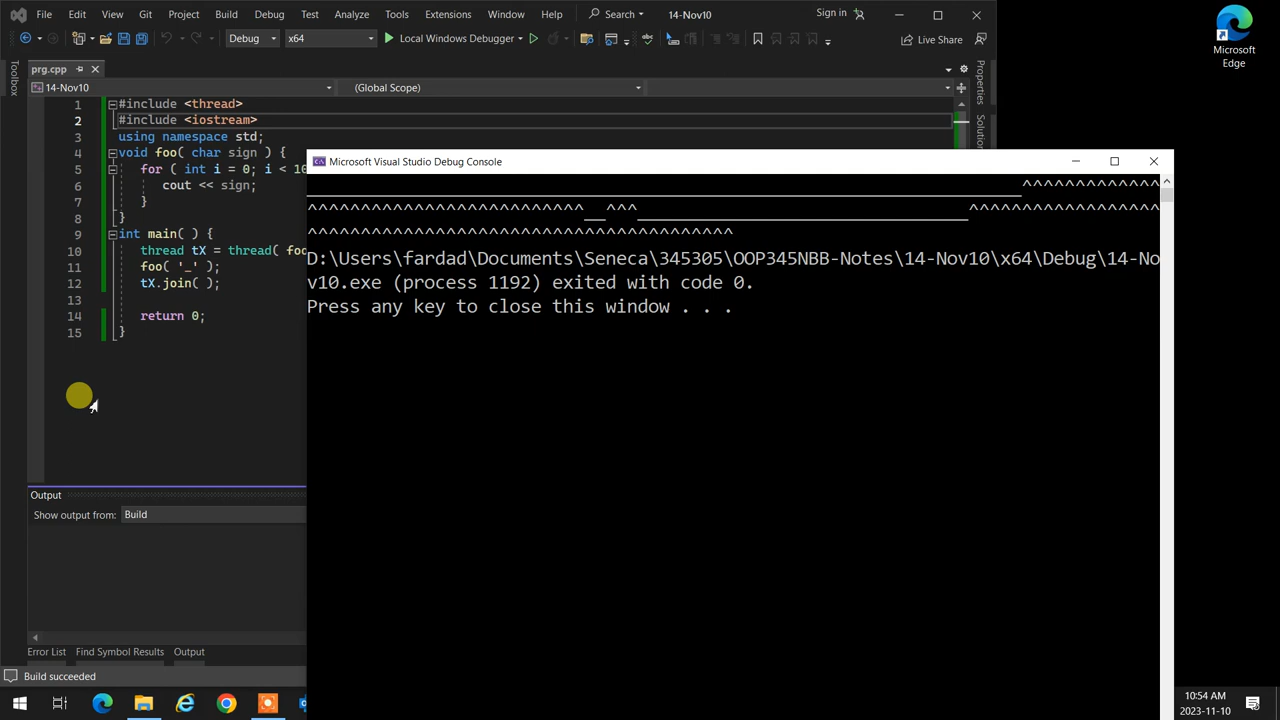 File Edit View Git Project Build Debug Test Analyze Tools Extensions Window Help Search 14-Nov10 Sign in
Debug x64 Local Windows Debugger Live Share
prg.cpp
Toolbox
14-Nov10 (Global Scope)
Properties
1 #include <thread>
2 #include <iostream>
3 using namespace std;
4 void foo( char sign ) {
5 for ( int i = 0; i < 10
6 cout << sign;
7 }
8 }
9 int main( ) {
10 thread tX = thread( foo
11 foo( '_' );
12 tX.join( );
13
14 return 0;
15 }
Microsoft Visual Studio Debug Console
D:\Users\fardad\Documents\Seneca\345305\OOP345NBB-Notes\14-Nov10\x64\Debug\14-No
v10.exe (process 1192) exited with code 0.
Press any key to close this window . . .
Output
Show output from: Build
Error List Find Symbol Results Output
Build succeeded
Microsoft
Edge
10:54 AM
2023-11-10